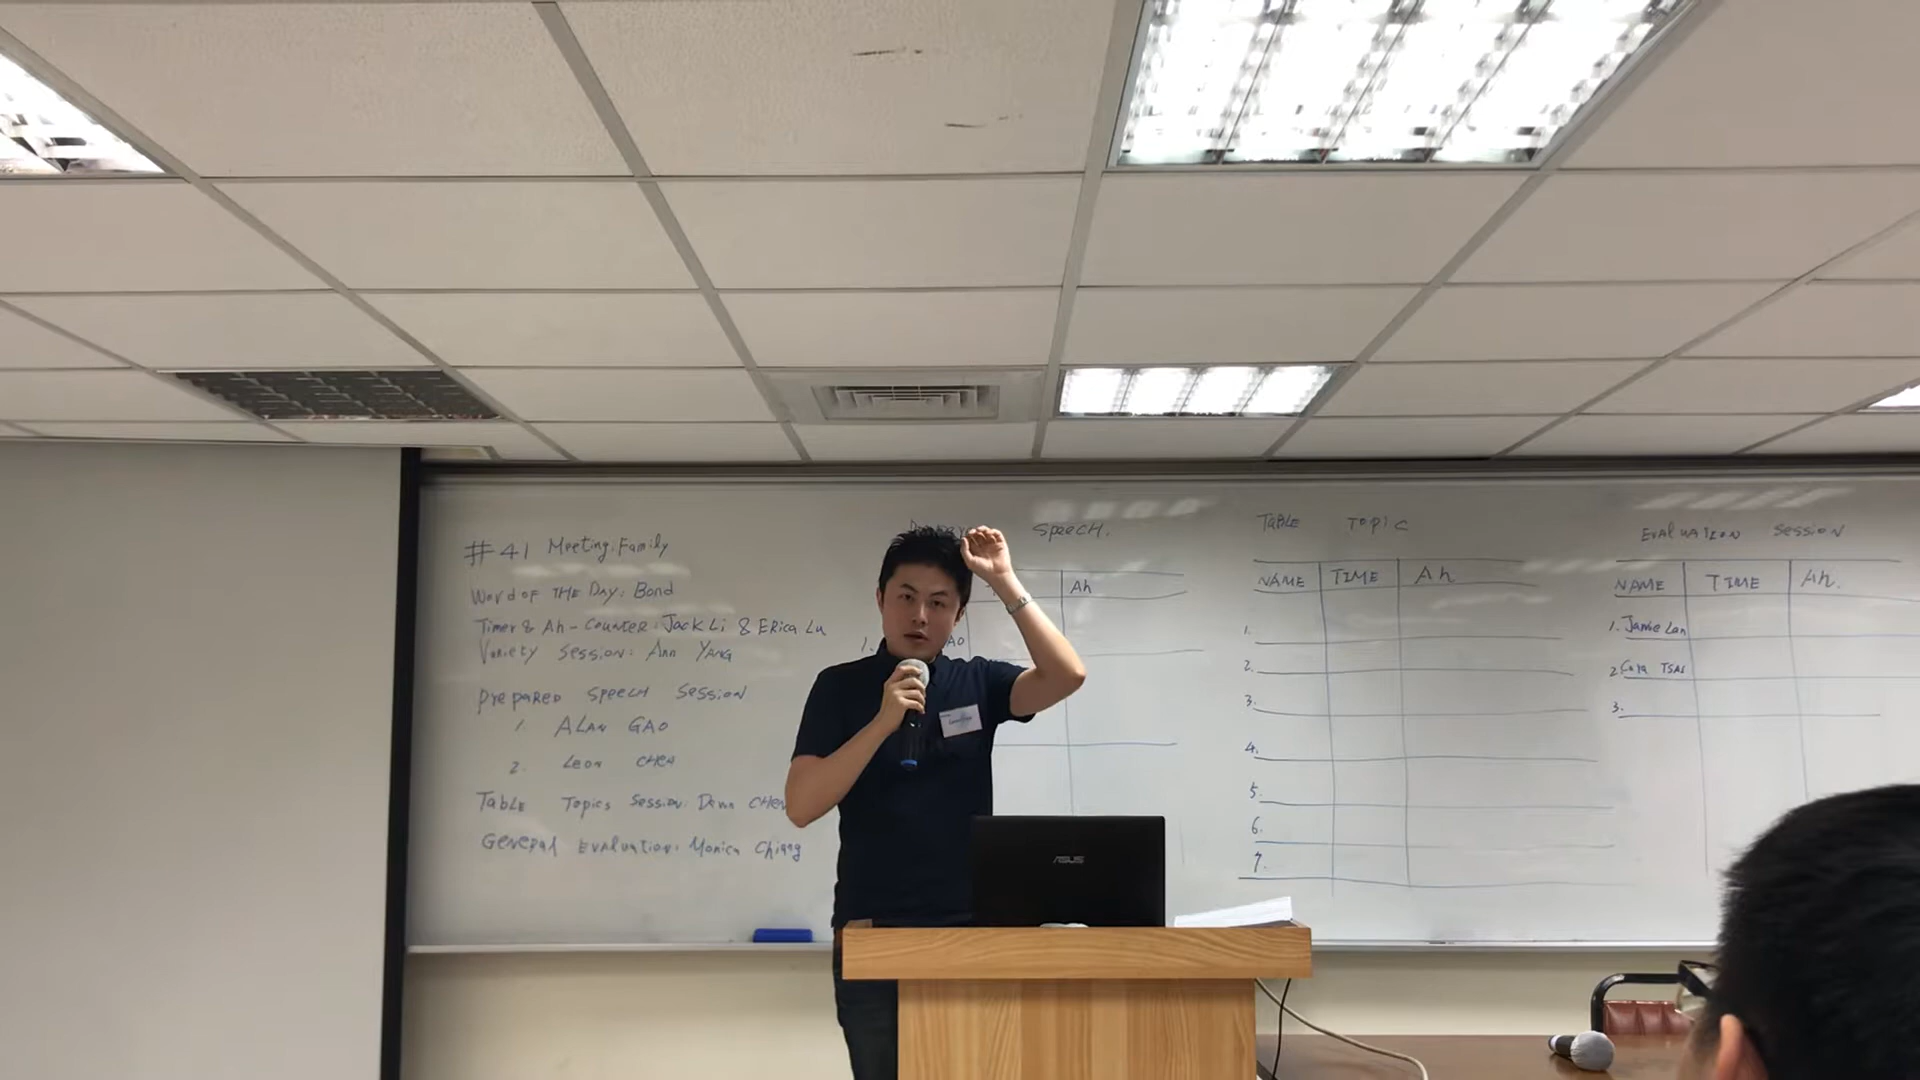 #41 Meeting: Family
Word of THE Day: Bond
Timer & Ah-Counter: Jack Li & Erica Lu
Variety Session: Ann Yang
Prepared Speech Session
1. Alan Gao
2. Leon Chen
Table Topics Session: Dawn Chen
General Evaluation: Monica Chiang
Speech.
Ah
1.
AO
Table Topic
NAME TIME Ah
1.
2.
3.
4.
5.
6.
7.
Evaluation Session
NAME TIME Ah.
1. Jamie Lan
2. Tsai
3.
ASUS